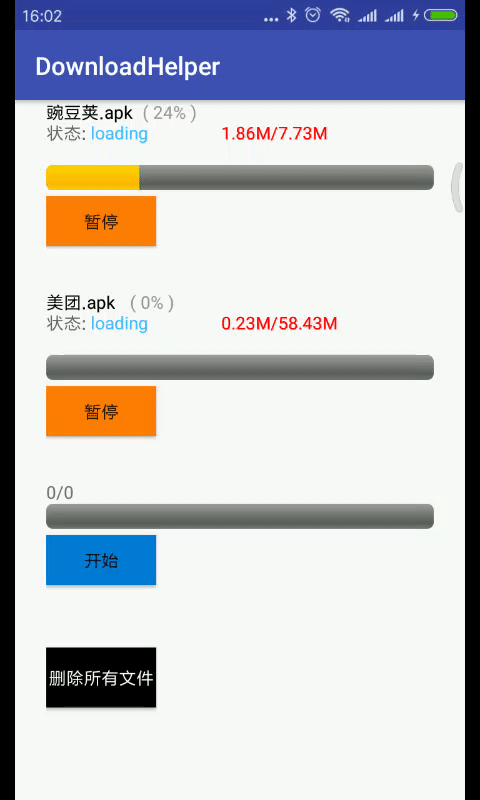 16:02
DownloadHelper
豌豆荚.apk ( 24% )
状态: loading 1.86M/7.73M
暂停
美团.apk ( 0% )
状态: loading 0.23M/58.43M
暂停
0/0
开始
删除所有文件